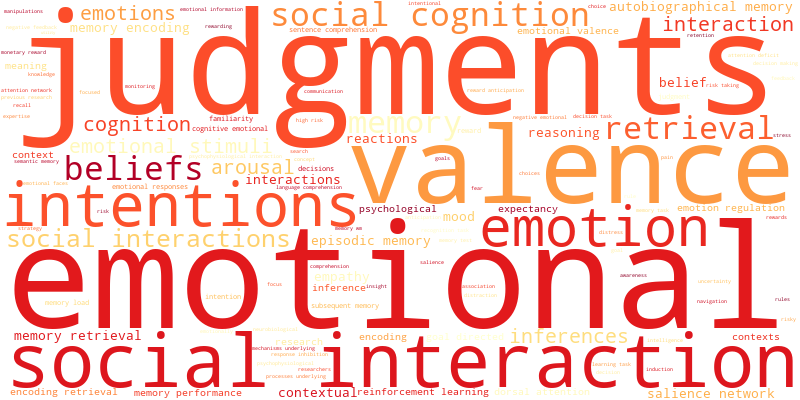 manipulations
emotions
emotional information
intentional
choice
autobiographical memory
rewarding
social cognition
memory encoding
sentence comprehension
emotional valence
interaction
retention
monetary reward
meaning
judgments
knowledge
belief
risk taking
attention network
monitoring
focused
communication
reward anticipation
recall
expertise
familiarity
high risk
memory
negative emotional
decision task
cognition
cognitive emotional
reactions
reasoning
retrieval
stress
emotional stimuli
context
semantic memory
beliefs
arousal
search
decisions
language comprehension
valence
goals
pain
choices
emotional faces
emotional responses
interactions
fear
intentions
risk
psychological
expectancy
mood
emotion regulation
rewards
strategy
memory wm
emotion
distress
social interactions
episodic memory
emotional
comprehension
salience
empathy
awareness
uncertainty
focus
inference
insight
association
memory load
intention
subsequent memory
navigation
rules
risky
memory retrieval
research
encoding
inferences
contexts
mechanisms underlying
response inhibition
intelligence
social interaction
researchers
learning task
induction
processes underlying
encoding retrieval
memory performance
contextual
reinforcement learning
salience network